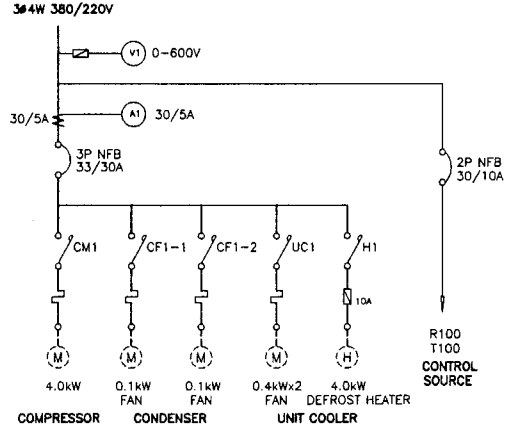 3ø4W 380/220V
V1 0-600V
30/5A A1 30/5A
3P NFB
33/30A
2P NFB
30/10A
CM1 CF1-1 CF1-2 UC1 H1
10A
M M M M H
R100
T100
CONTROL
SOURCE
4.0kW 0.1kW 0.1kW 0.4kWx2 4.0kW
FAN FAN FAN DEFROST HEATER
COMPRESSOR CONDENSER UNIT COOLER